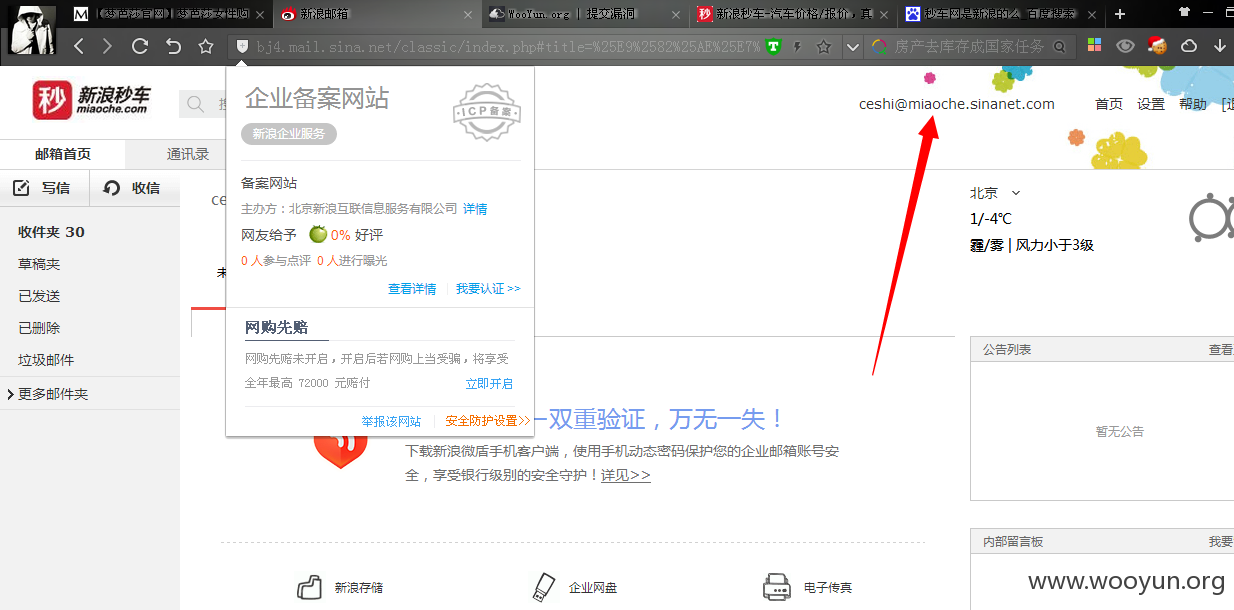 【梦芭莎官网】梦芭莎女性购
新浪邮箱
WooYun.org | 提交漏洞
新浪秒车-汽车价格/报价，真
秒车网是新浪的么_百度搜索
bj4.mail.sina.net/classic/index.php#title=%25E9%2582%25AE%25E7%
房产去库存成国家任务
秒 新浪秒车
miaoche.com
ceshi@miaoche.sinanet.com 首页 设置 帮助
企业备案网站
ICP备案
新浪企业服务
邮箱首页 通讯录
写信 收信
备案网站
主办方：北京新浪互联信息服务有限公司 详情
网友给予 0% 好评
0 人参与点评 0 人进行曝光
查看详情 我要认证 >>
网购先赔
网购先赔未开启，开启后若网购上当受骗，将享受
全年最高 72000 元赔付 立即开启
举报该网站 安全防护设置>>
收件夹 30
草稿夹
已发送
已删除
垃圾邮件
更多邮件夹
北京
1/-4℃
霾/雾 | 风力小于3级
双重验证，万无一失！
下载新浪微盾手机客户端，使用手机动态密码保护您的企业邮箱账号安
全，享受银行级别的安全守护！详见>>
公告列表 查看
暂无公告
内部留言板 我要
新浪存储 企业网盘 电子传真
www.wooyun.org